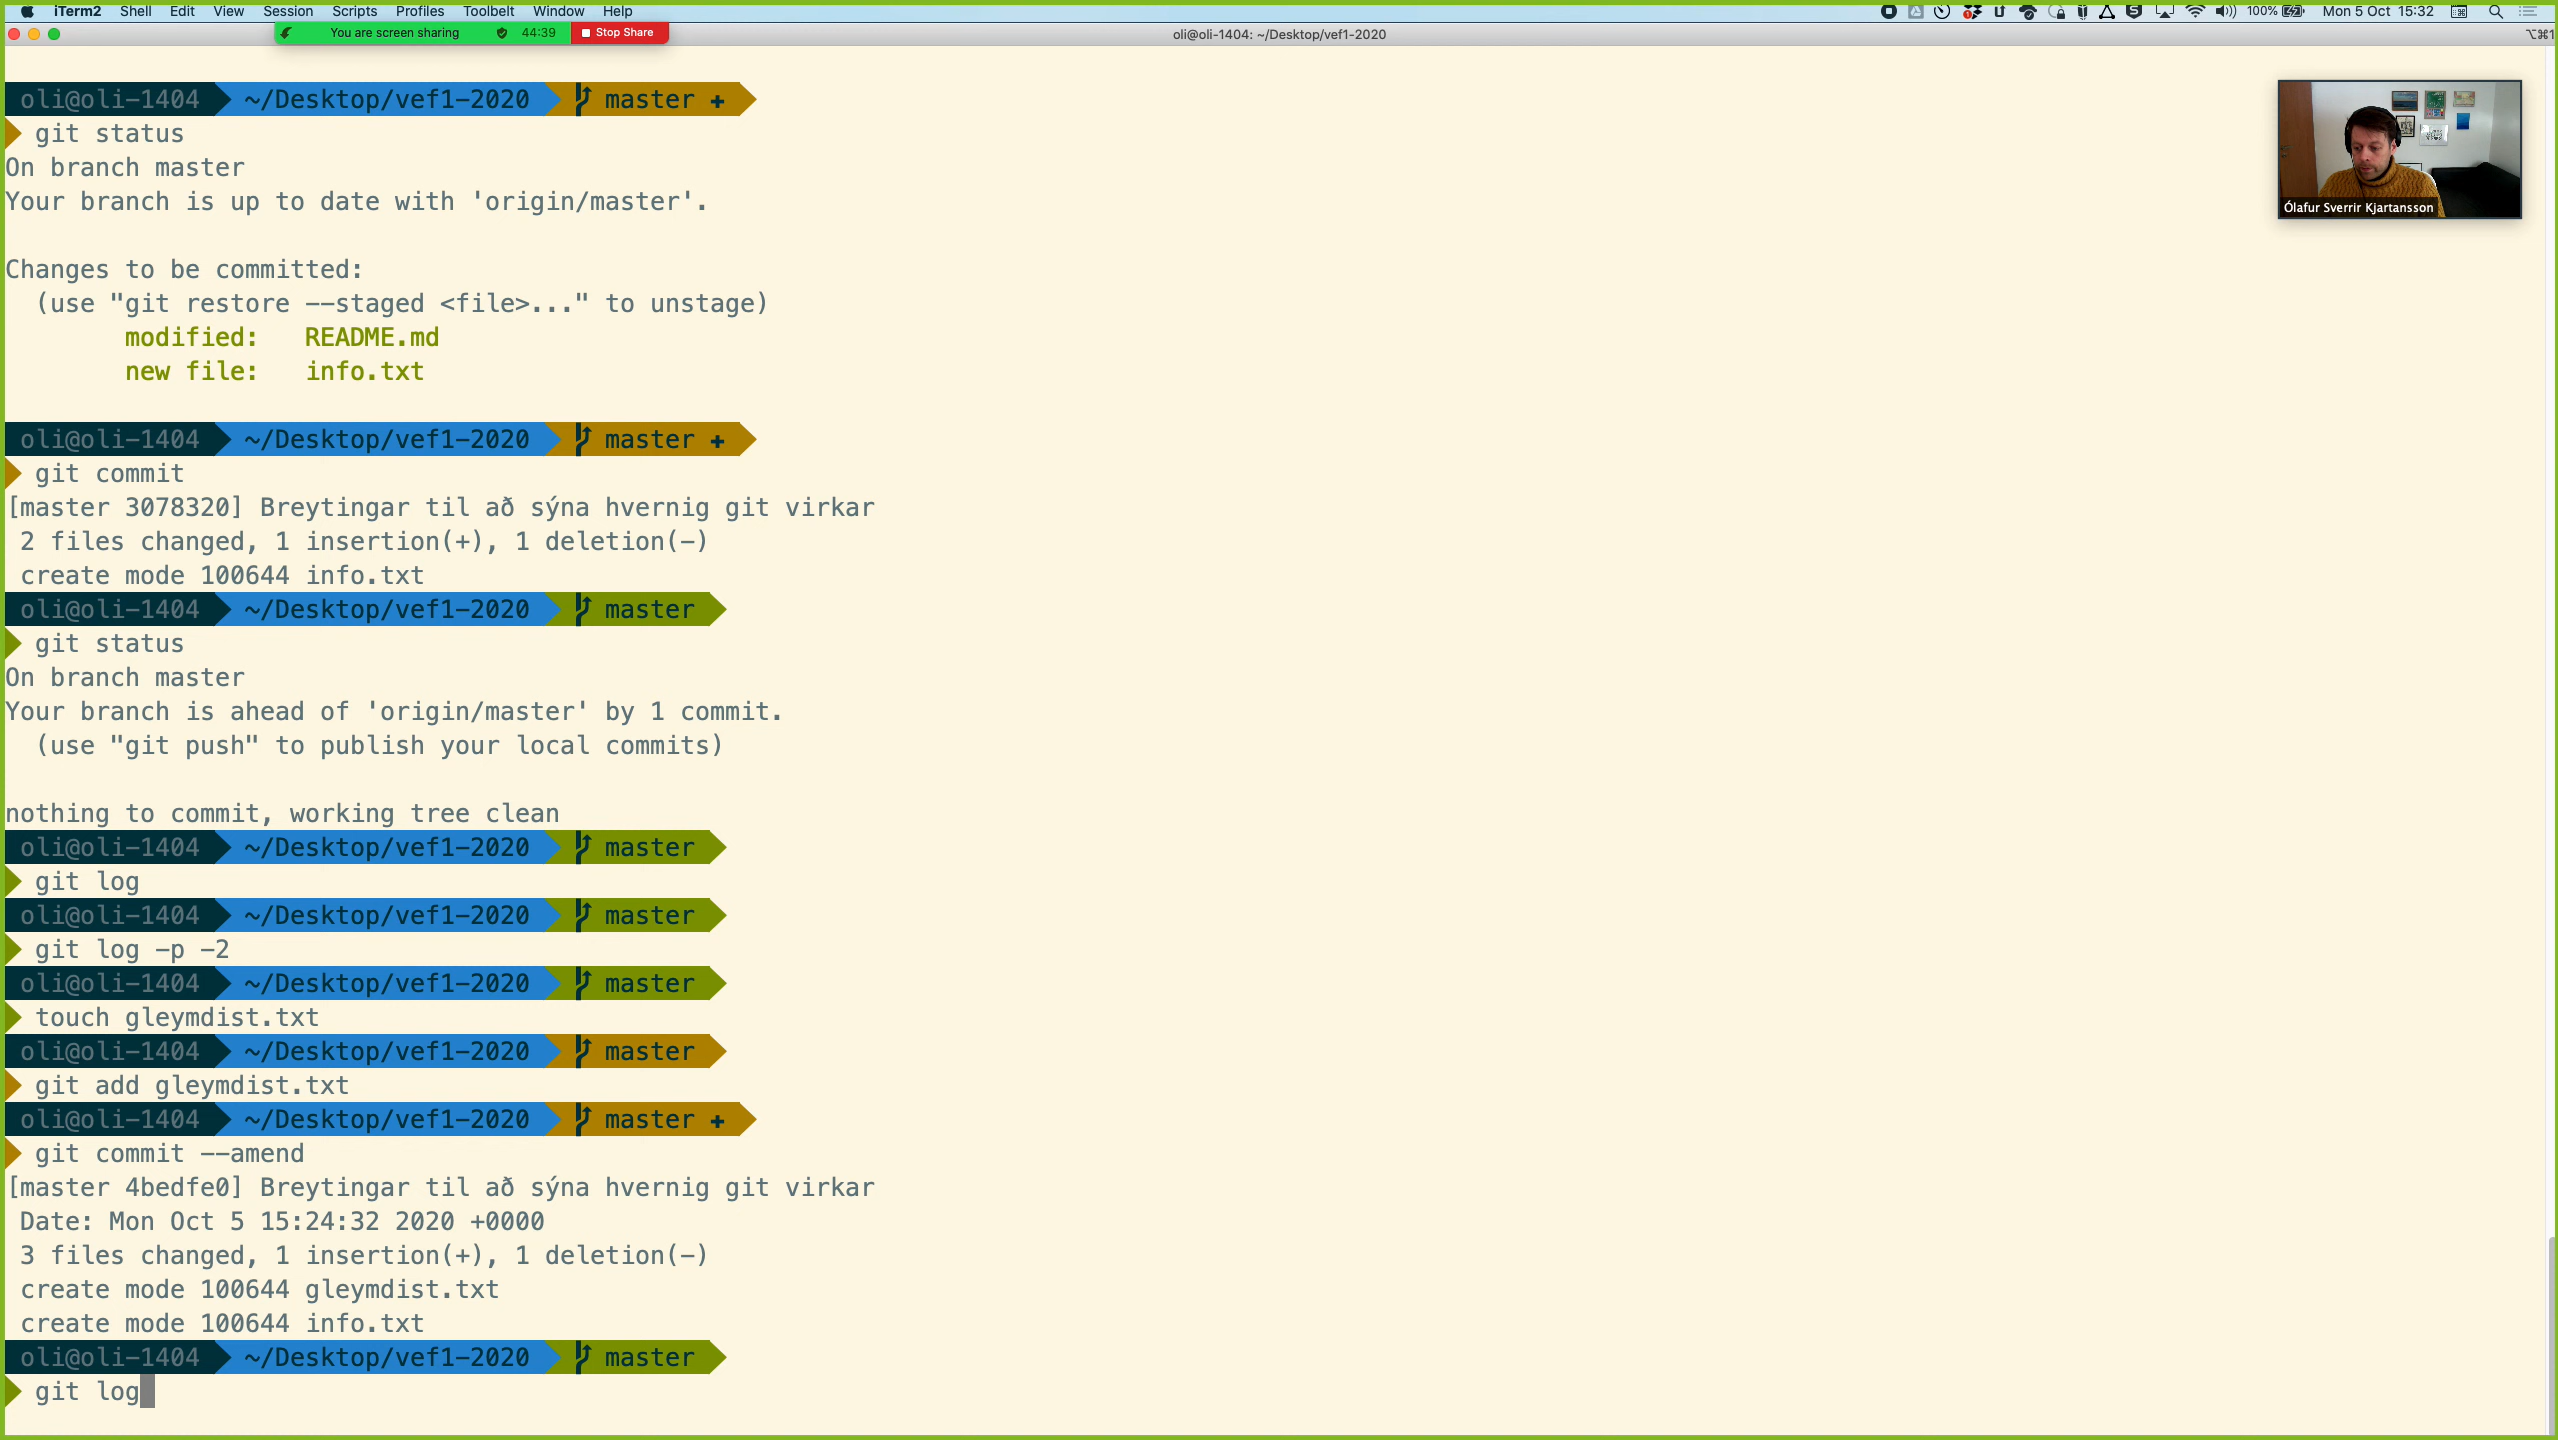 iTerm2 Shell Edit View Session Scripts Profiles Toolbelt Window Help 100% Mon 5 Oct 15:32
You are screen sharing 44:39 Stop Share
oli@oli-1404: ~/Desktop/vef1-2020 ⌥⌘1
oli@oli-1404 ~/Desktop/vef1-2020 master +
git status
On branch master
Your branch is up to date with 'origin/master'.
Changes to be committed:
(use "git restore --staged <file>..." to unstage)
modified: README.md
new file: info.txt
oli@oli-1404 ~/Desktop/vef1-2020 master +
git commit
[master 3078320] Breytingar til að sýna hvernig git virkar
2 files changed, 1 insertion(+), 1 deletion(-)
create mode 100644 info.txt
oli@oli-1404 ~/Desktop/vef1-2020 master
git status
On branch master
Your branch is ahead of 'origin/master' by 1 commit.
(use "git push" to publish your local commits)
nothing to commit, working tree clean
oli@oli-1404 ~/Desktop/vef1-2020 master
git log
oli@oli-1404 ~/Desktop/vef1-2020 master
git log -p -2
oli@oli-1404 ~/Desktop/vef1-2020 master
touch gleymdist.txt
oli@oli-1404 ~/Desktop/vef1-2020 master
git add gleymdist.txt
oli@oli-1404 ~/Desktop/vef1-2020 master +
git commit --amend
[master 4bedfe0] Breytingar til að sýna hvernig git virkar
Date: Mon Oct 5 15:24:32 2020 +0000
3 files changed, 1 insertion(+), 1 deletion(-)
create mode 100644 gleymdist.txt
create mode 100644 info.txt
oli@oli-1404 ~/Desktop/vef1-2020 master
git log
Ólafur Sverrir Kjartansson